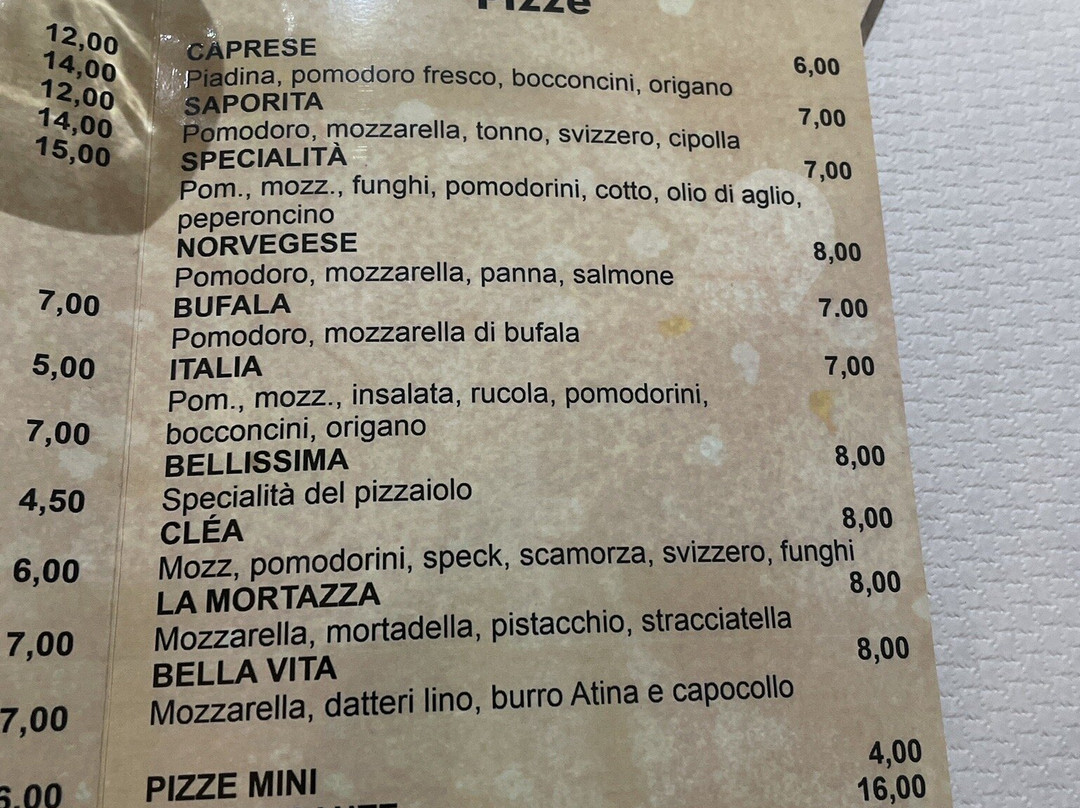 12,00
14,00
12,00
14,00
15,00
7,00
5,00
7,00
4,50
6,00
7,00
7,00
6,00
Pizze
CAPRESE 6,00
Piadina, pomodoro fresco, bocconcini, origano
SAPORITA 7,00
Pomodoro, mozzarella, tonno, svizzero, cipolla
SPECIALITÀ 7,00
Pom., mozz., funghi, pomodorini, cotto, olio di aglio,
peperoncino
NORVEGESE 8,00
Pomodoro, mozzarella, panna, salmone
BUFALA 7.00
Pomodoro, mozzarella di bufala
ITALIA 7,00
Pom., mozz., insalata, rucola, pomodorini,
bocconcini, origano
BELLISSIMA 8,00
Specialità del pizzaiolo
CLÉA 8,00
Mozz, pomodorini, speck, scamorza, svizzero, funghi
LA MORTAZZA 8,00
Mozzarella, mortadella, pistacchio, stracciatella
BELLA VITA 8,00
Mozzarella, datteri lino, burro Atina e capocollo
PIZZE MINI 4,00
16,00